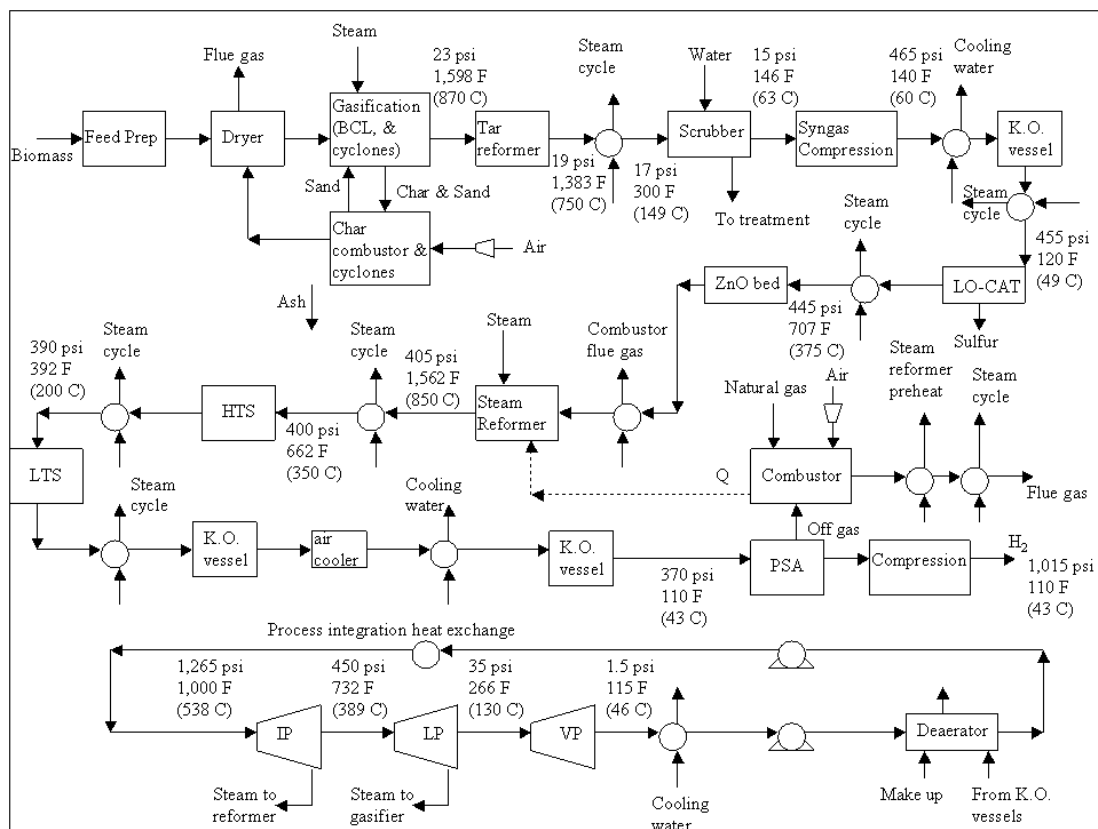 Steam
Flue gas
23 psi
1,598 F
(870 C)
Steam
cycle
Water
15 psi
146 F
(63 C)
465 psi
140 F
(60 C)
Cooling
water
Biomass
Feed Prep
Dryer
Gasification
(BCL, &
cyclones)
Tar
reformer
Scrubber
Syngas
Compression
K.O.
vessel
19 psi
1,383 F
(750 C)
17 psi
300 F
(149 C)
Sand
Char & Sand
To treatment
Steam
cycle
Steam
cycle
Char
combustor &
cyclones
Air
455 psi
120 F
(49 C)
Ash
ZnO bed
445 psi
707 F
(375 C)
LO-CAT
Sulfur
390 psi
392 F
(200 C)
Steam
cycle
Steam
cycle
405 psi
1,562 F
(850 C)
Steam
Combustor
flue gas
Natural gas
Air
Steam
reformer
preheat
Steam
cycle
HTS
400 psi
662 F
(350 C)
Steam
Reformer
LTS
Q
Combustor
Flue gas
Steam
cycle
Cooling
water
Off gas
K.O.
vessel
air
cooler
K.O.
vessel
370 psi
110 F
(43 C)
PSA
Compression
H2
1,015 psi
110 F
(43 C)
Process integration heat exchange
1,265 psi
1,000 F
(538 C)
450 psi
732 F
(389 C)
35 psi
266 F
(130 C)
1.5 psi
115 F
(46 C)
IP
LP
VP
Deaerator
Steam to
reformer
Steam to
gasifier
Cooling
water
Make up
From K.O.
vessels